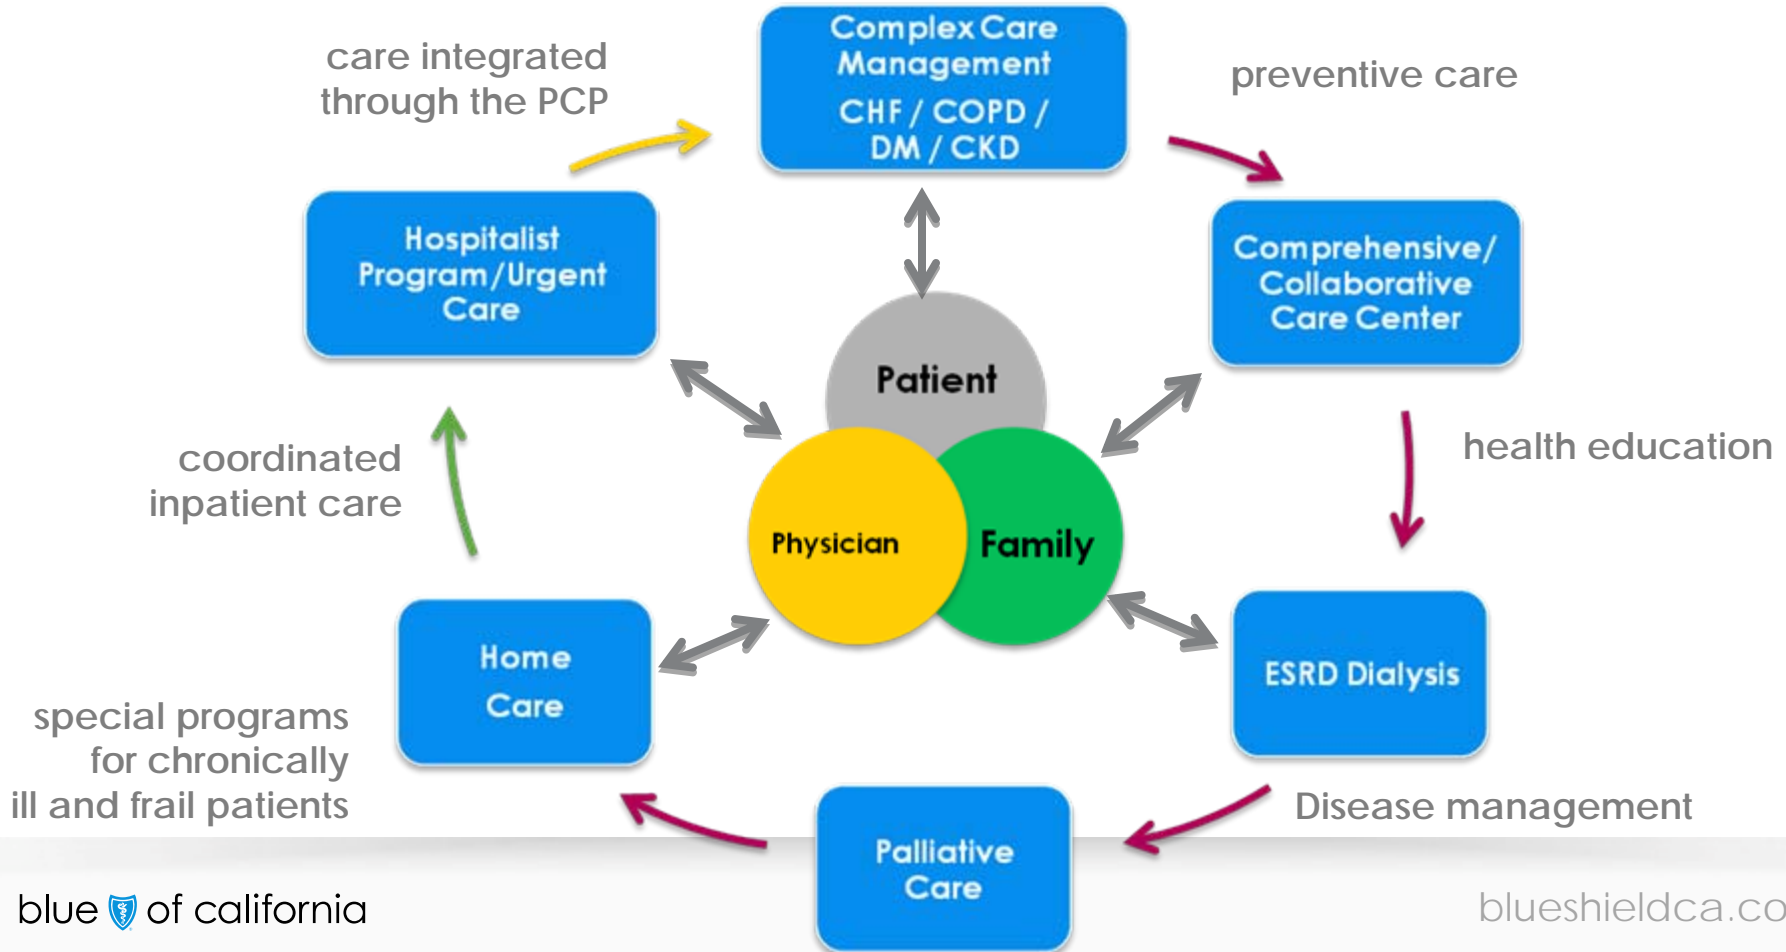 care integrated
through the PCP
Complex Care
Management
CHF / COPD /
DM / CKD
preventive care
Hospitalist
Program/Urgent
Care
Comprehensive/
Collaborative
Care Center
Patient
coordinated
inpatient care
health education
Physician
Family
Home
Care
ESRD Dialysis
special programs
for chronically
ill and frail patients
Disease management
Palliative
Care
blue of california
blueshieldca.co